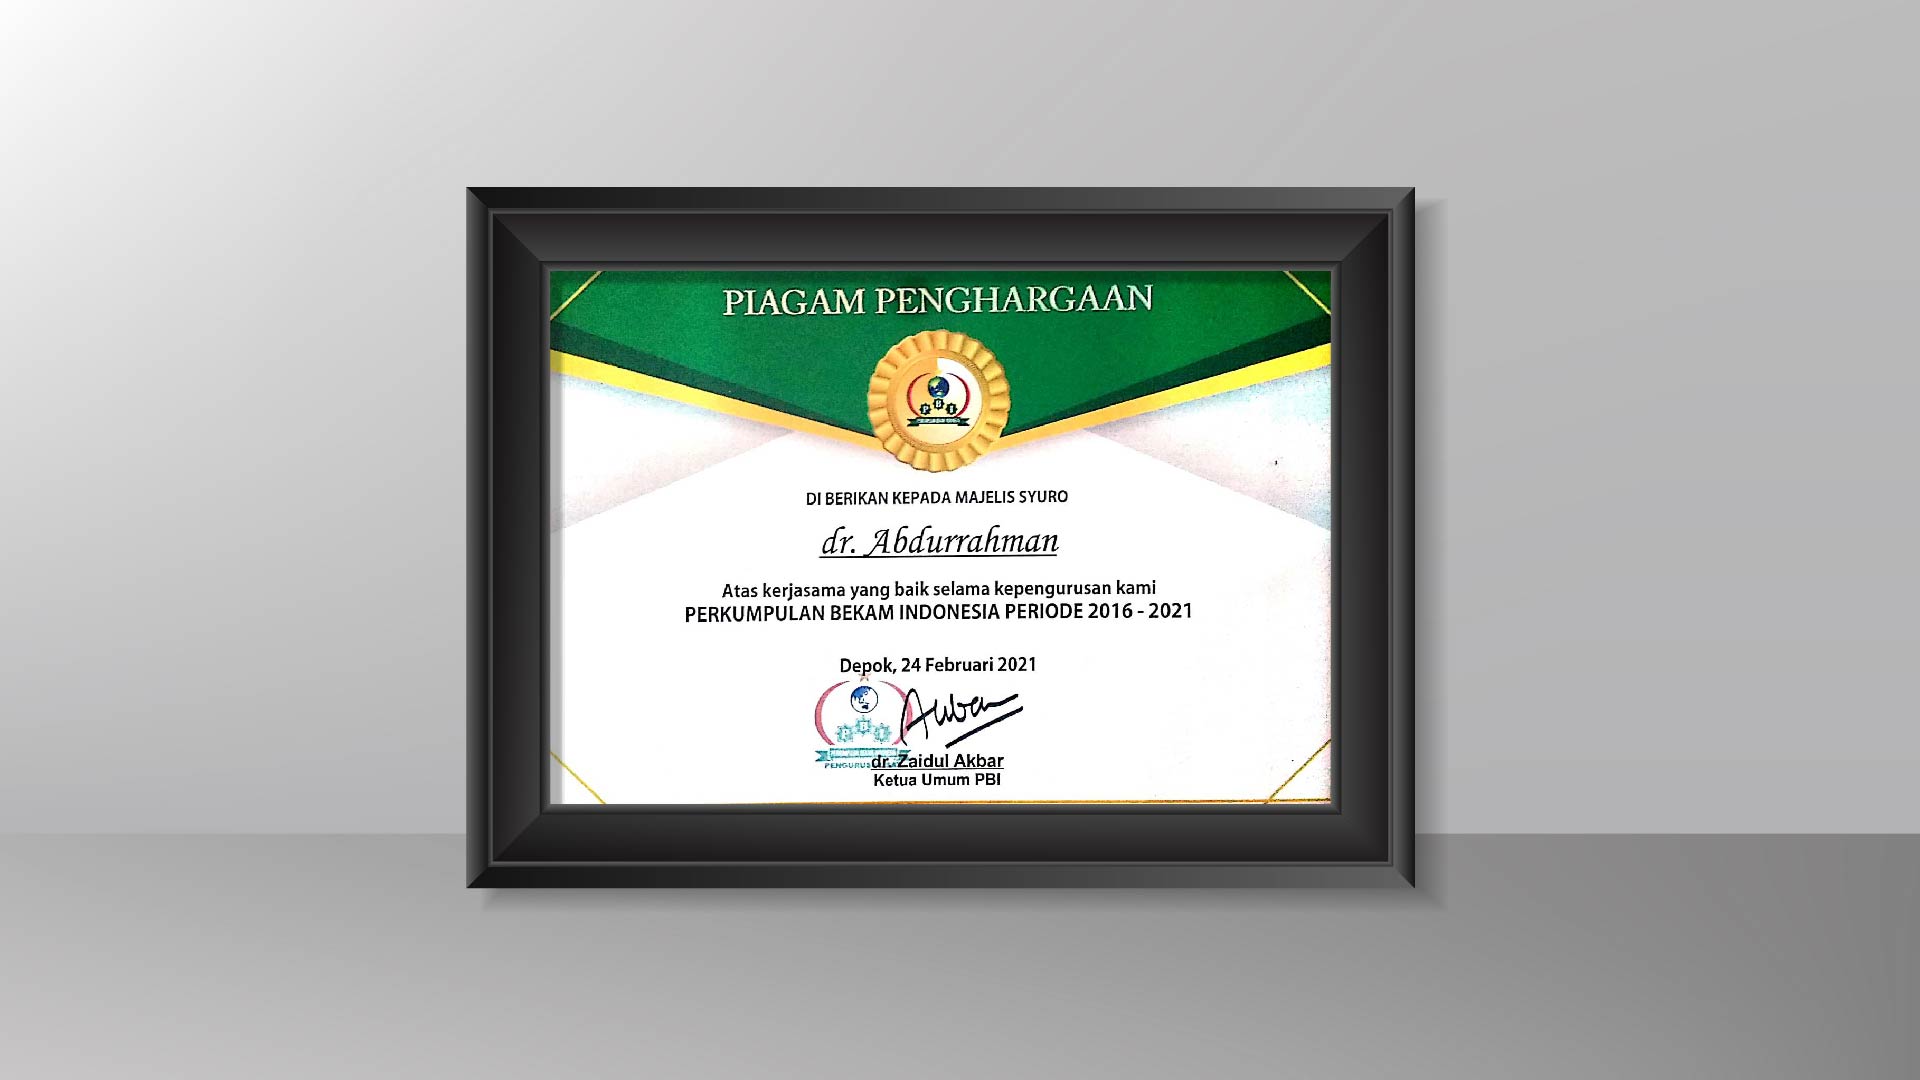 PIAGAM PENGHARGAAN
P B I
DI BERIKAN KEPADA MAJELIS SYURO
dr. Abdurrahman
Atas kerjasama yang baik selama kepengurusan kami
PERKUMPULAN BEKAM INDONESIA PERIODE 2016 - 2021
Depok, 24 Februari 2021
P B I
dr. Zaidul Akbar
Ketua Umum PBI